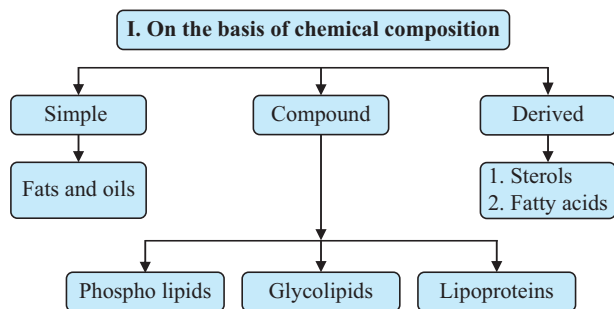 I. On the basis of chemical composition
Simple
Compound
Derived
Fats and oils
1. Sterols
2. Fatty acids
Phospho lipids
Glycolipids
Lipoproteins